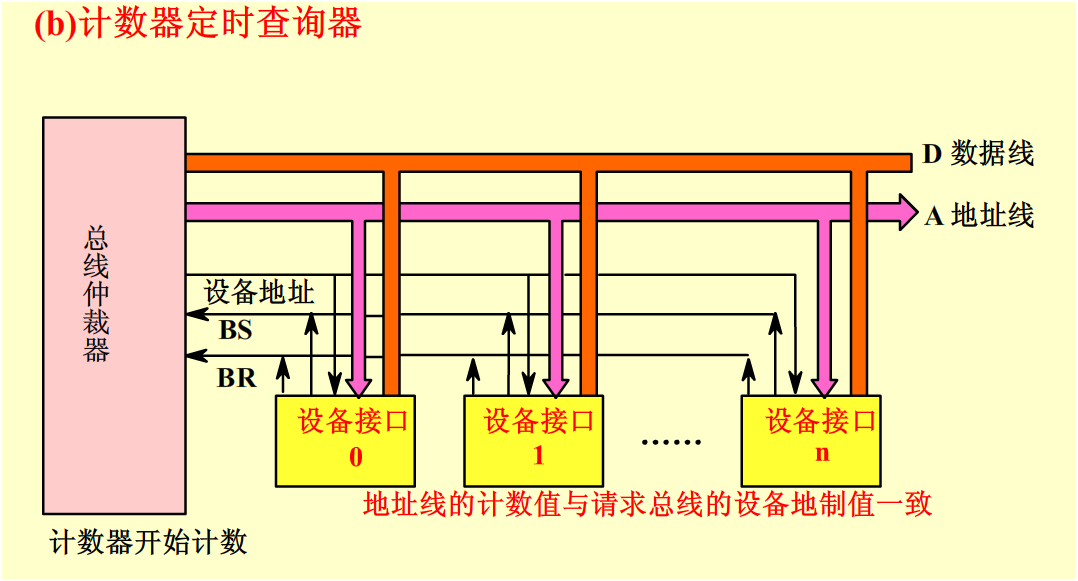 (b)计数器定时查询器
D 数据线
A 地址线
总线仲裁器
设备地址
BS
BR
设备接口
0
设备接口
1
······
设备接口
n
地址线的计数值与请求总线的设备地制值一致
计数器开始计数